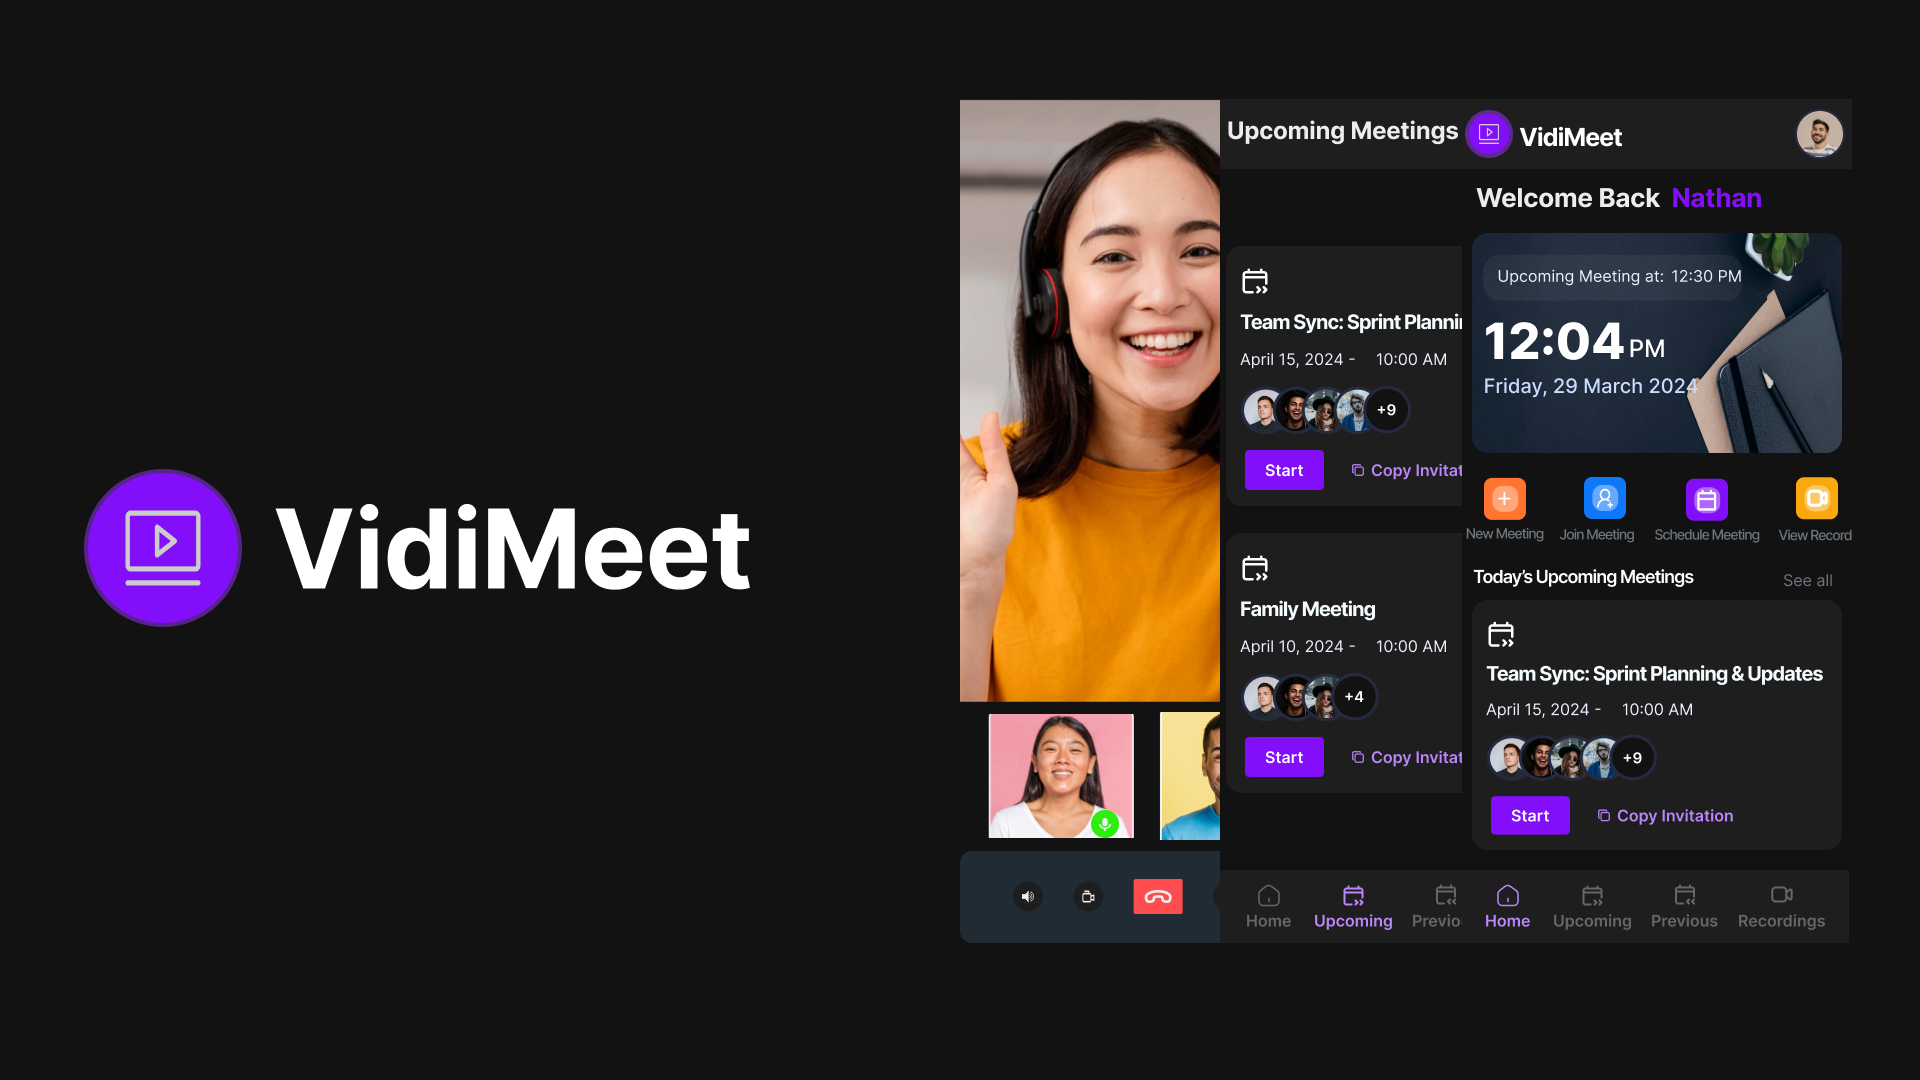 VidiMeet
Upcoming Meetings
Team Sync: Sprint Plannin
April 15, 2024 - 10:00 AM
+9
Start
Copy Invitat
Family Meeting
April 10, 2024 - 10:00 AM
+4
Start
Copy Invitat
Home
Upcoming
Previo
VidiMeet
Welcome Back Nathan
Upcoming Meeting at: 12:30 PM
12:04 PM
Friday, 29 March 2024
New Meeting
Join Meeting
Schedule Meeting
View Record
Today's Upcoming Meetings
See all
Team Sync: Sprint Planning & Updates
April 15, 2024 - 10:00 AM
+9
Start
Copy Invitation
Home
Upcoming
Previous
Recordings